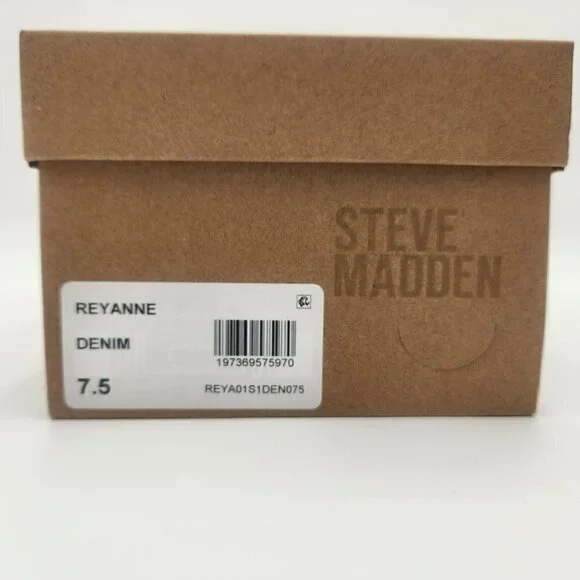 STEVE
MADDEN
REYANNE
DENIM
197369575970
7.5
REYA01S1DEN075